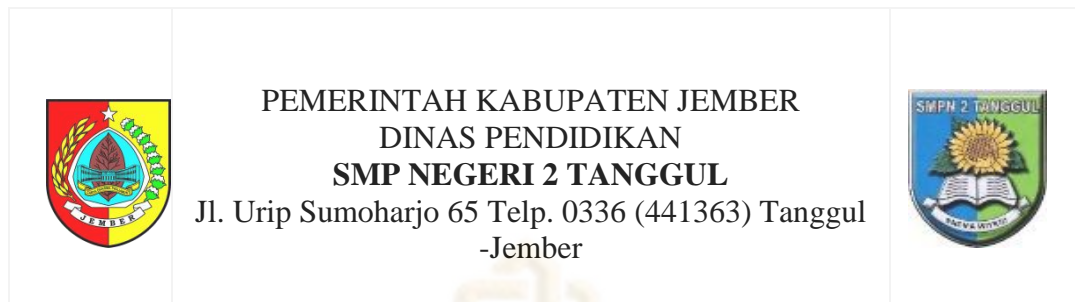 PEMERINTAH KABUPATEN JEMBER
DINAS PENDIDIKAN
SMP NEGERI 2 TANGGUL
Jl. Urip Sumoharjo 65 Telp. 0336 (441363) Tanggul
-Jember
JEMBER
SMPN 2 TANGGUL